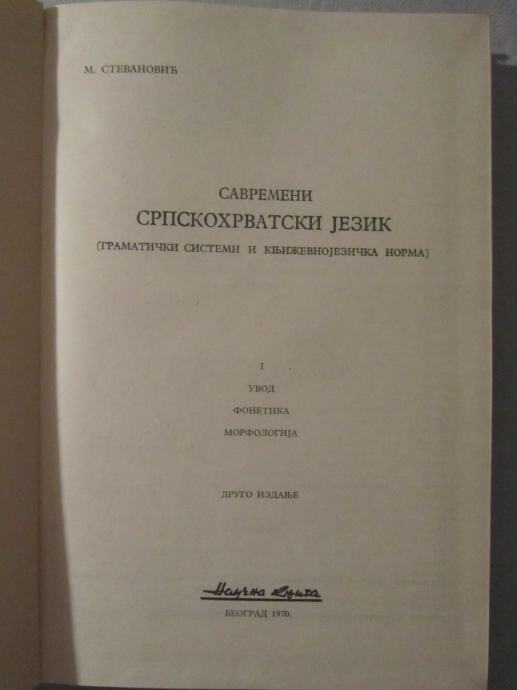 М. СТЕВАНОВИЋ
САВРЕМЕНИ
СРПСКОХРВАТСКИ ЈЕЗИК
(ГРАМАТИЧКИ СИСТЕМИ И КЊИЖЕВНОЈЕЗИЧКА НОРМА)
I
УВОД
ФОНЕТИКА
МОРФОЛОГИЈА
ДРУГО ИЗДАЊЕ
Научна књига
БЕОГРАД 1970.